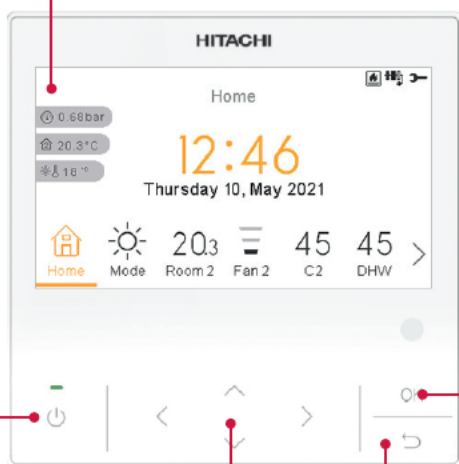 HITACHI
Home
0.68bar
20.3°C
18 °C
12:46
Thursday 10, May 2021
Home Mode 20.3 Room 2 Fan 2 45 C2 45 DHW
OK